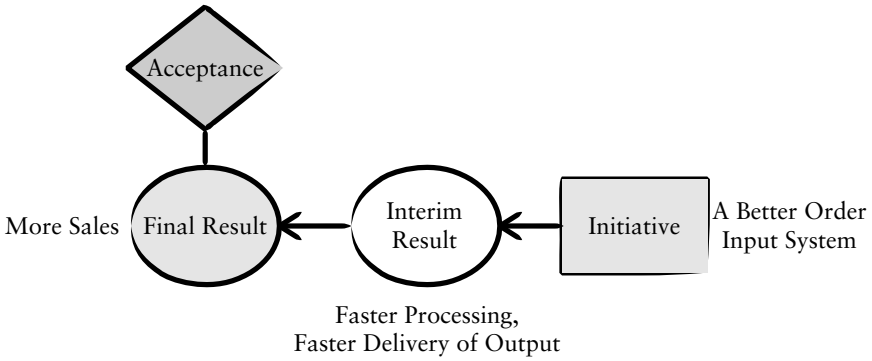 Acceptance
More Sales
Final Result
Interim
Result
Initiative
A Better Order
Input System
Faster Processing,
Faster Delivery of Output